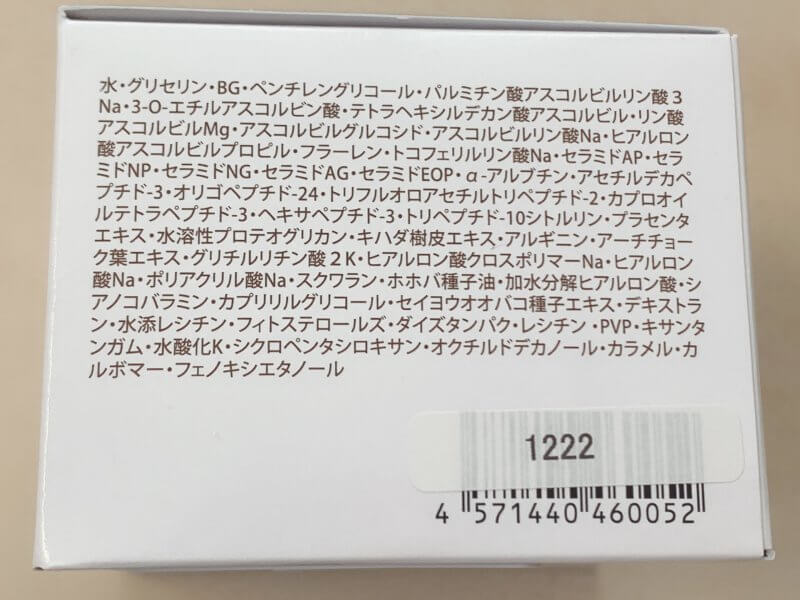 水・グリセリン・BG・ペンチレングリコール・パルミチン酸アスコルビルリン酸3
Na・3-O-エチルアスコルビン酸・テトラヘキシルデカン酸アスコルビル・リン酸
アスコルビルMg・アスコルビルグルコシド・アスコルビルリン酸Na・ヒアルロン
酸アスコルビルプロピル・フラーレン・トコフェリルリン酸Na・セラミドAP・セラ
ミドNP・セラミドNG・セラミドAG・セラミドEOP・α-アルブチン・アセチルデカペ
プチド-3・オリゴペプチド-24・トリフルオロアセチルトリペプチド-2・カプロオイ
ルテトラペプチド-3・ヘキサペプチド-3・トリペプチド-10シトルリン・プラセンタ
エキス・水溶性プロテオグリカン・キハダ樹皮エキス・アルギニン・アーチチョー
ク葉エキス・グリチルリチン酸2K・ヒアルロン酸クロスポリマーNa・ヒアルロン
酸Na・ポリアクリル酸Na・スクワラン・ホホバ種子油・加水分解ヒアルロン酸・シ
アノコバラミン・カプリリルグリコール・セイヨウオオバコ種子エキス・デキストラ
ン・水添レシチン・フィトステロールズ・ダイズタンパク・レシチン・PVP・キサンタ
ンガム・水酸化K・シクロペンタシロキサン・オクチルドデカノール・カラメル・カ
ルボマー・フェノキシエタノール
1222
4 571440 460052